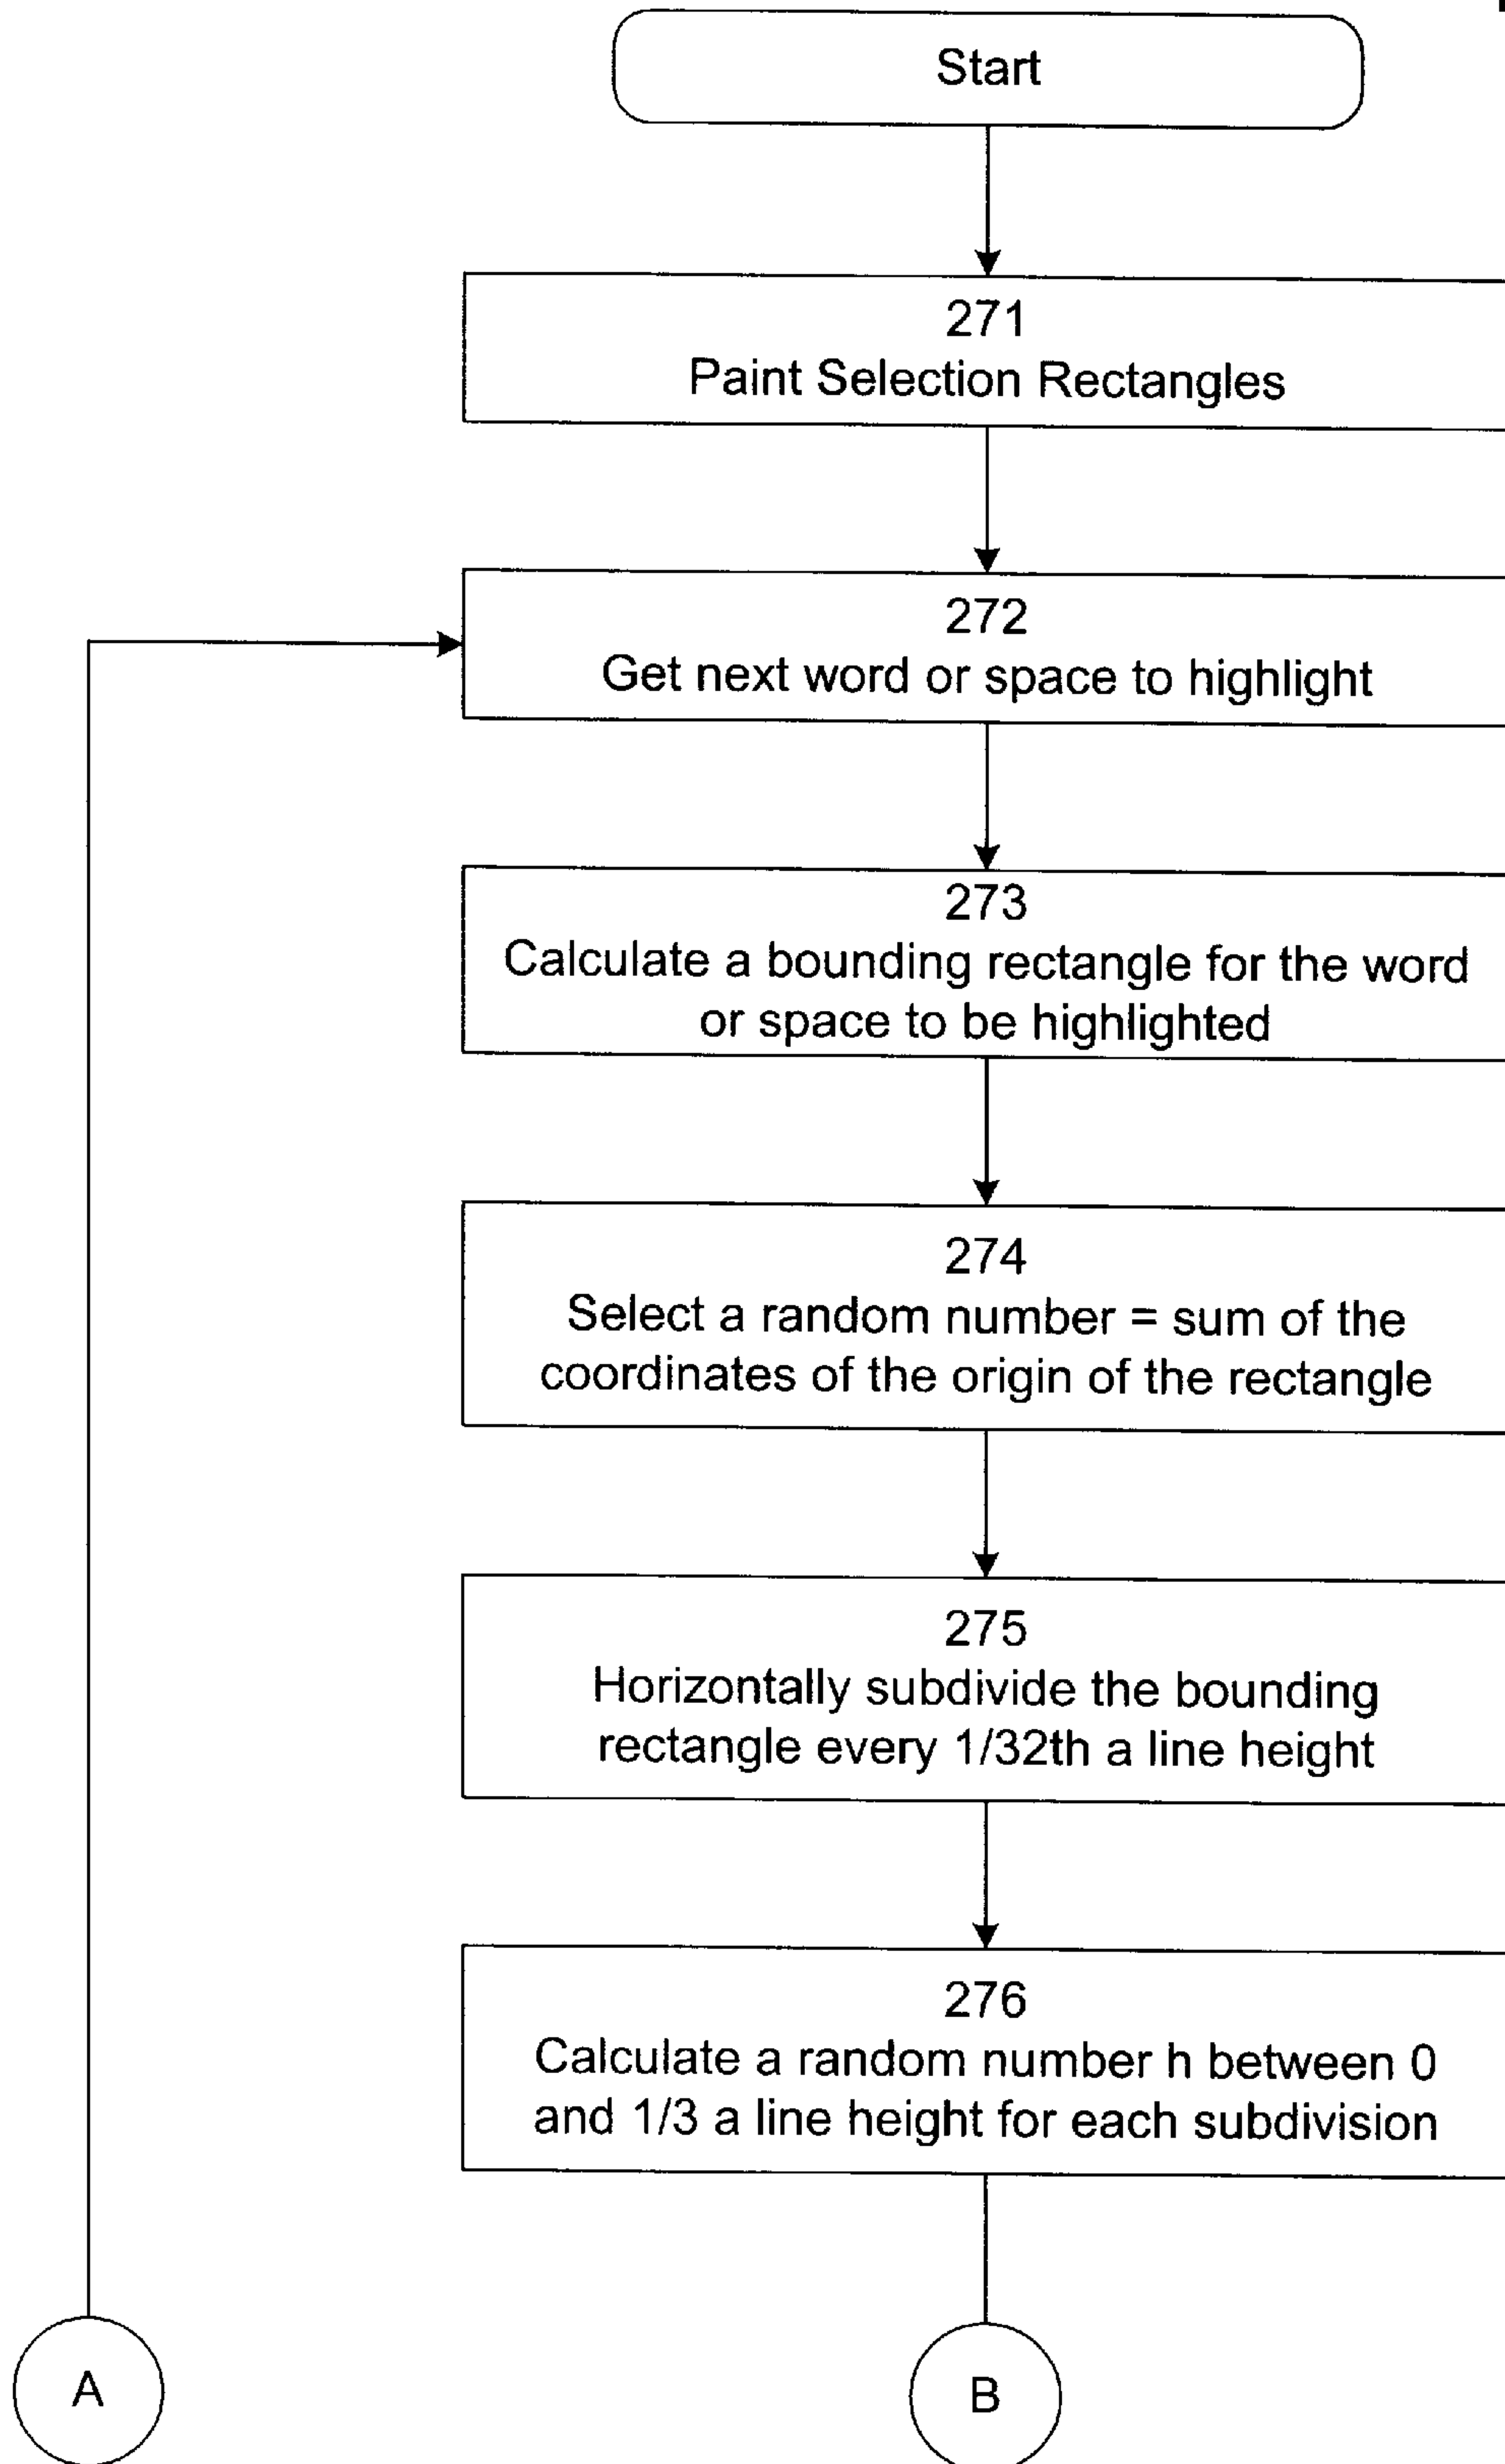 Start
271
Paint Selection Rectangles
272
Get next word or space to highlight
273
Calculate a bounding rectangle for the word
or space to be highlighted
274
Select a random number = sum of the
coordinates of the origin of the rectangle
275
Horizontally subdivide the bounding
rectangle every 1/32th a line height
276
Calculate a random number h between 0
and 1/3 a line height for each subdivision
A
B